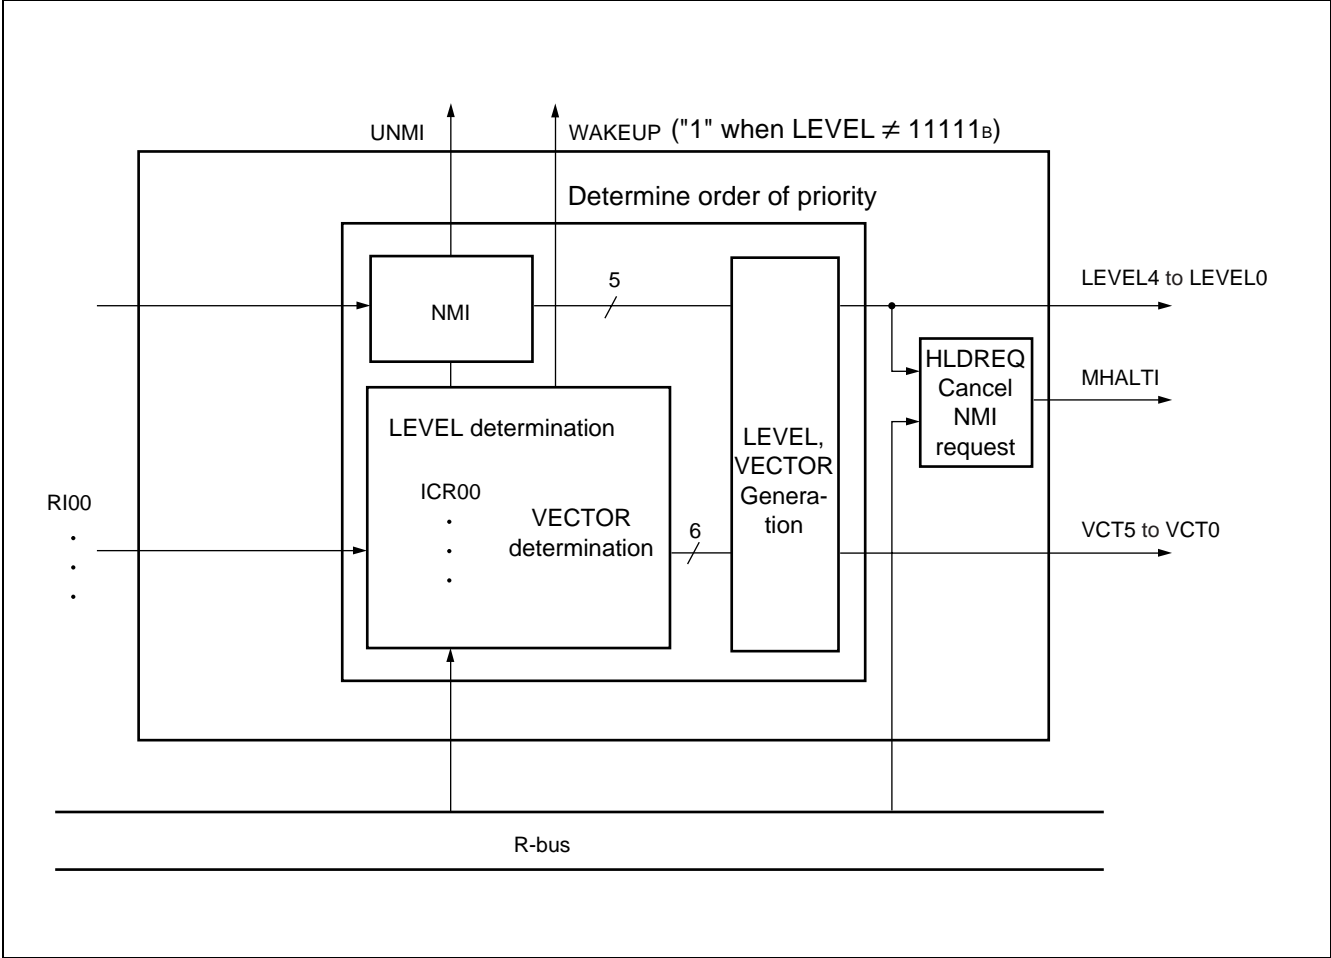 UNMI
WAKEUP ("1" when LEVEL ≠ 11111B)
Determine order of priority
5
NMI
LEVEL4 to LEVEL0
HLDREQ
Cancel
NMI
request
MHALTI
LEVEL determination
ICR00
VECTOR
determination
6
LEVEL,
VECTOR
Genera-
tion
RI00
VCT5 to VCT0
R-bus